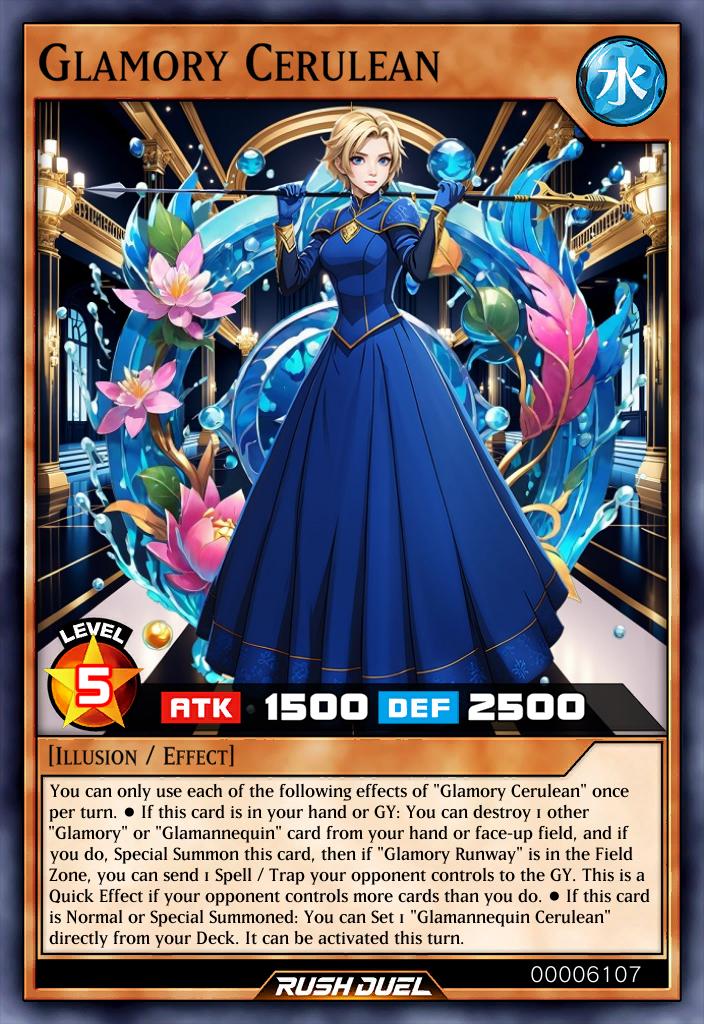 Glamory Cerulean
水
LEVEL
5
ATK 1500 DEF 2500
[Illusion / Effect]
You can only use each of the following effects of "Glamory Cerulean" once
per turn. ● If this card is in your hand or GY: You can destroy 1 other
"Glamory" or "Glamannequin" card from your hand or face-up field, and if
you do, Special Summon this card, then if "Glamory Runway" is in the Field
Zone, you can send 1 Spell / Trap your opponent controls to the GY. This is a
Quick Effect if your opponent controls more cards than you do. ● If this card
is Normal or Special Summoned: You can Set 1 "Glamannequin Cerulean"
directly from your Deck. It can be activated this turn.
RUSH DUEL
00006107